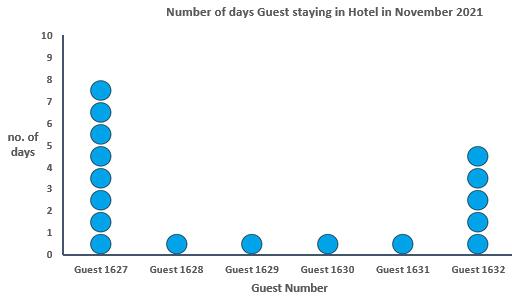 Number of days Guest staying in Hotel in November 2021
10
9
8
7
6
5
4
3
2
1
0
no. of
days
Guest 1627 Guest 1628 Guest 1629 Guest 1630 Guest 1631 Guest 1632
Guest Number